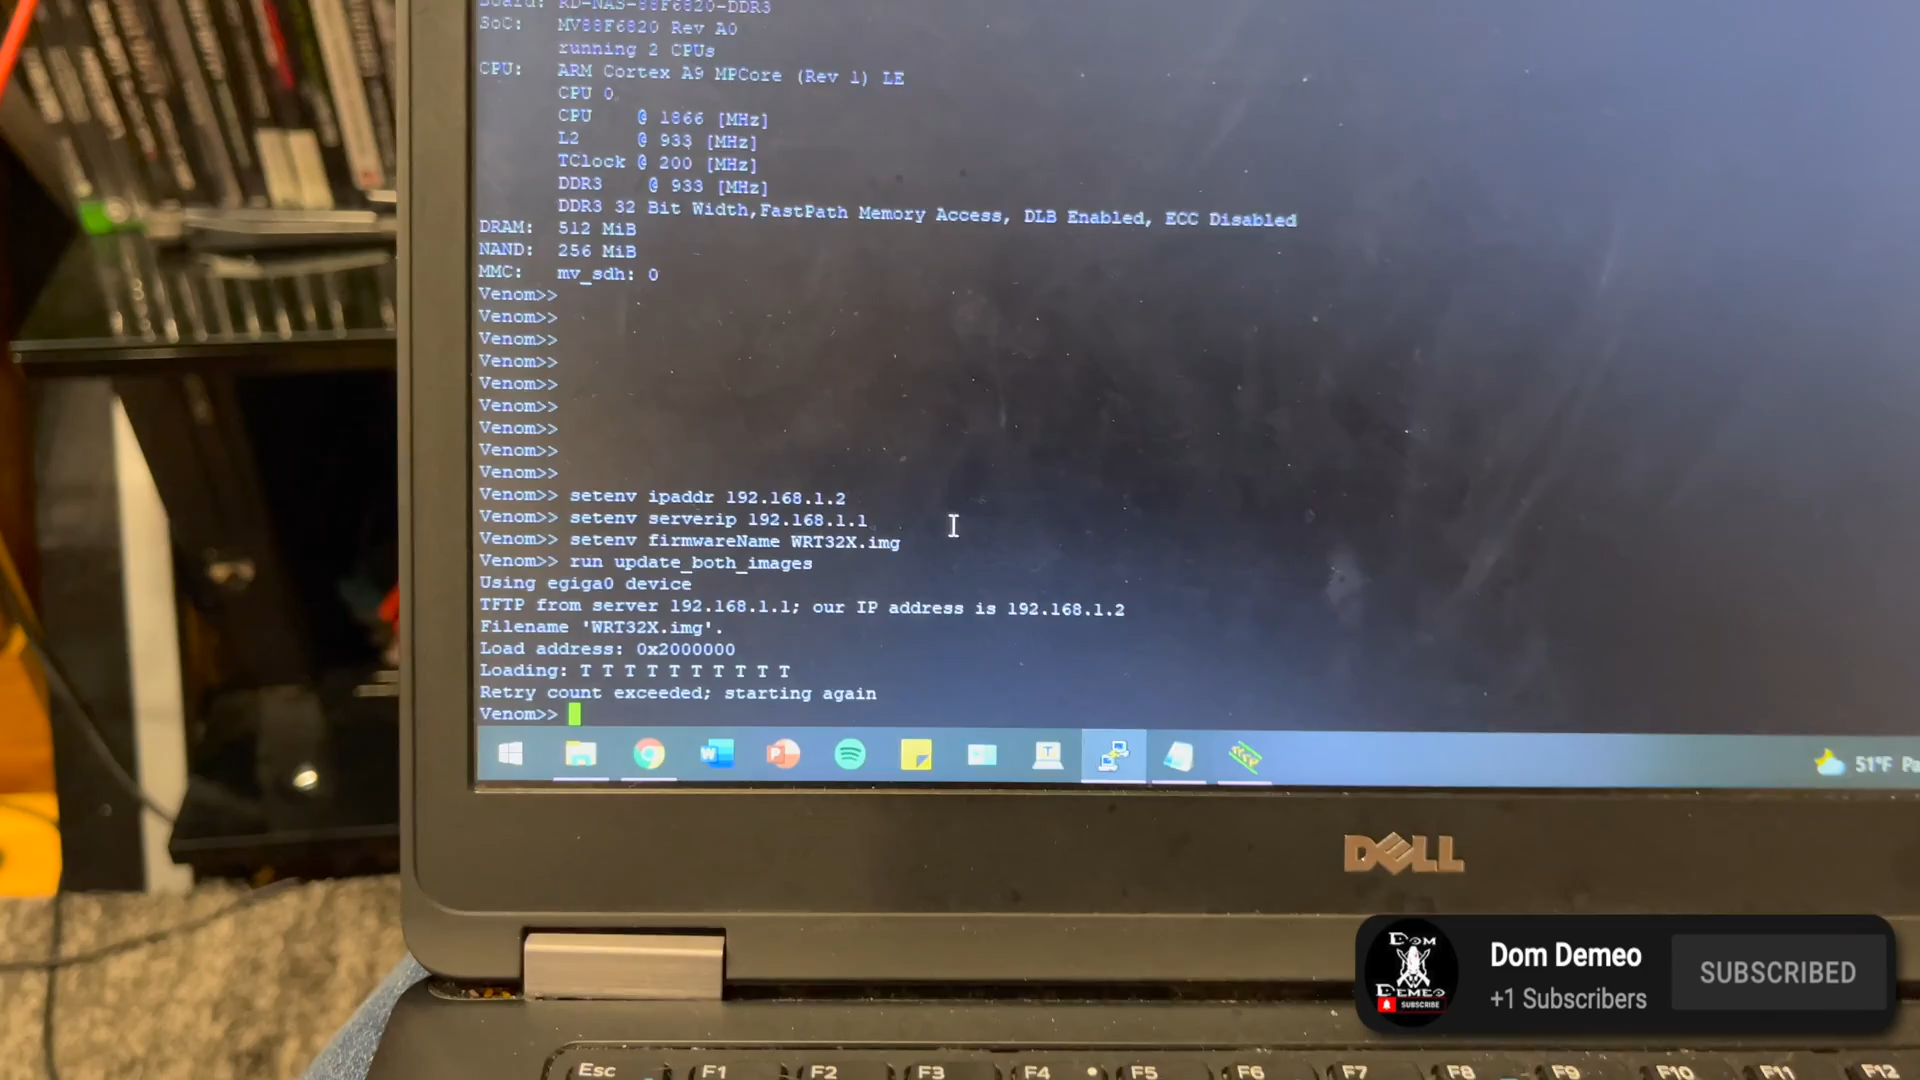 Board: RD-NAS-88F6820-DDR3
SoC: MV88F6820 Rev A0
running 2 CPUs
CPU: ARM Cortex A9 MPCore (Rev 1) LE
CPU 0
CPU @ 1866 [MHz]
L2 @ 933 [MHz]
TClock @ 200 [MHz]
DDR3 @ 933 [MHz]
DDR3 32 Bit Width,FastPath Memory Access, DLB Enabled, ECC Disabled
DRAM: 512 MiB
NAND: 256 MiB
MMC: mv_sdh: 0
Venom>>
Venom>>
Venom>>
Venom>>
Venom>>
Venom>>
Venom>>
Venom>>
Venom>>
Venom>> setenv ipaddr 192.168.1.2
Venom>> setenv serverip 192.168.1.1
Venom>> setenv firmwareName WRT32X.img
Venom>> run update_both_images
Using egiga0 device
TFTP from server 192.168.1.1; our IP address is 192.168.1.2
Filename 'WRT32X.img'.
Load address: 0x2000000
Loading: T T T T T T T T T T
Retry count exceeded; starting again
Venom>>
51°F Pa
DELL
DOM DEMEO SUBSCRIBE
Dom Demeo
+1 Subscribers
SUBSCRIBED
Esc F1 F2 F3 F4 F5 F6 F7 F8 F9 F10 F11 F12